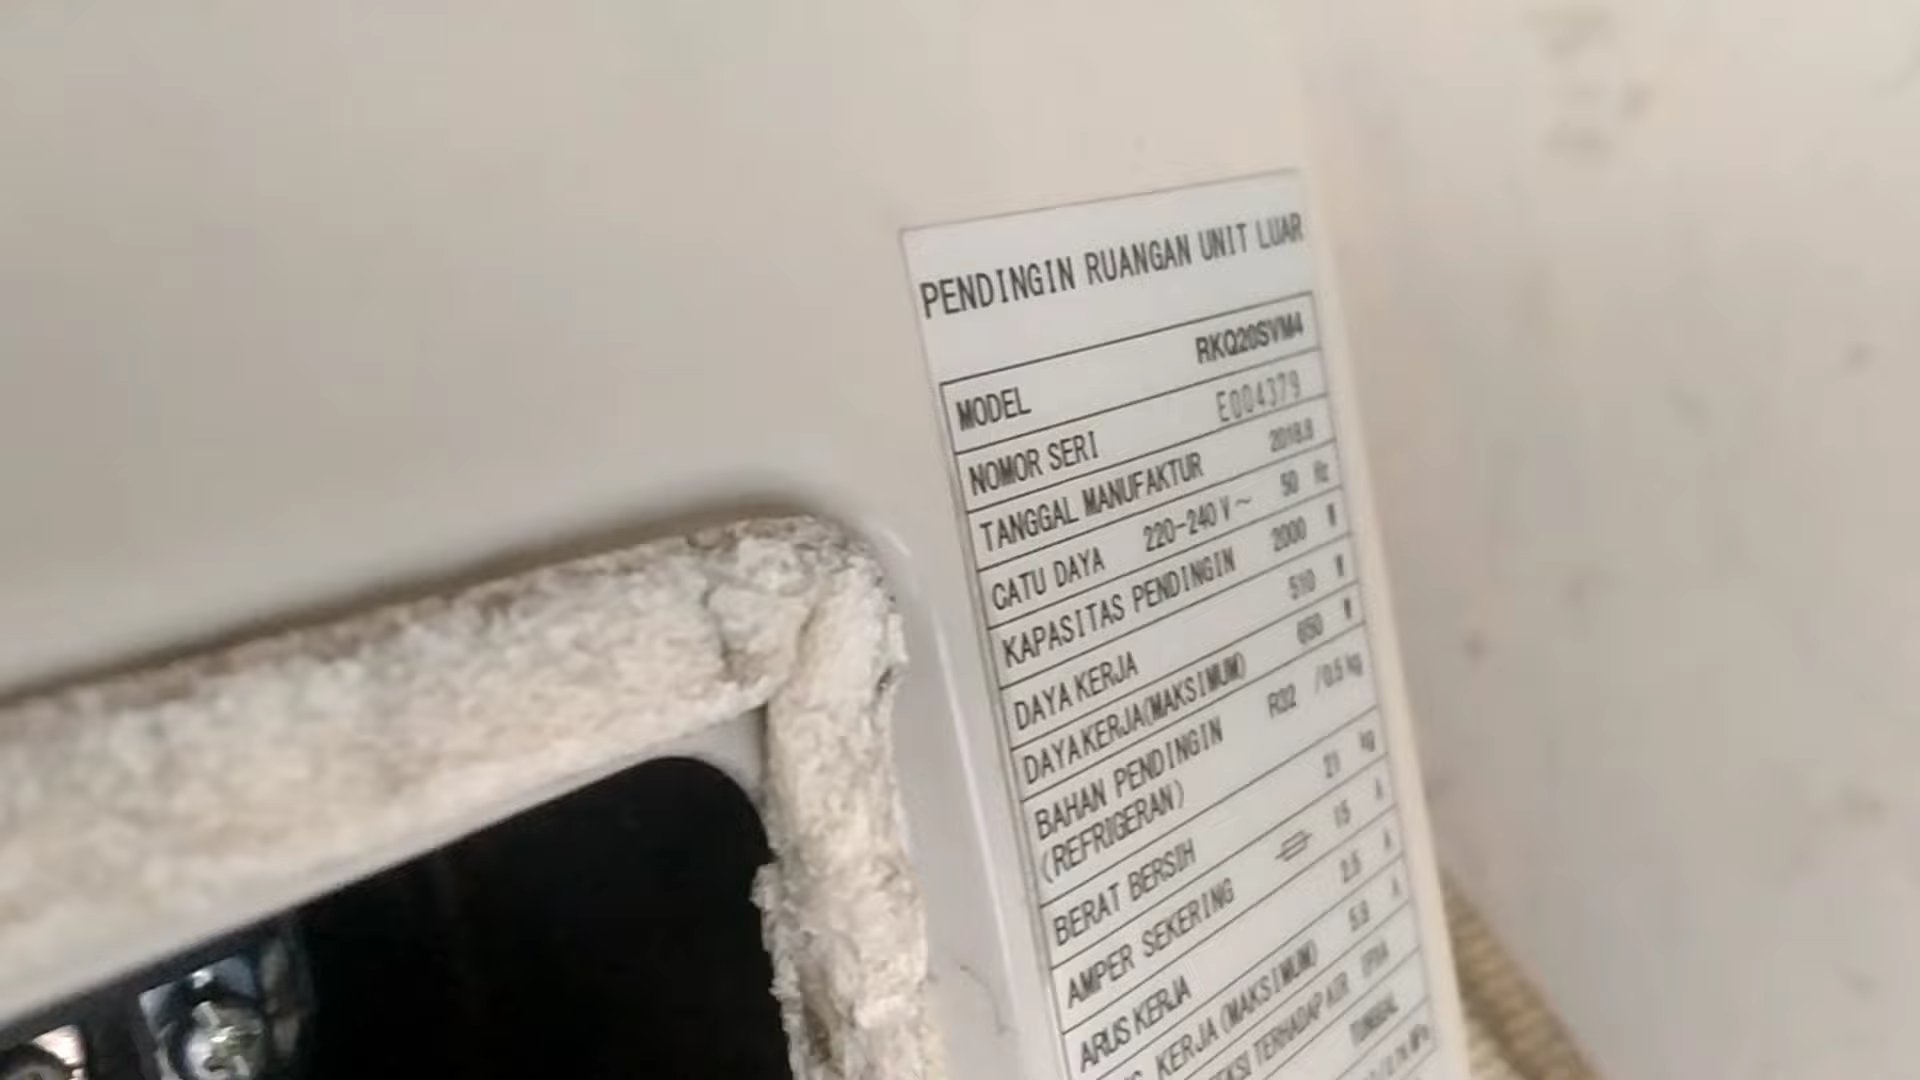 PENDINGIN RUANGAN UNIT LUAR
MODEL RKQ20SVM4
NOMOR SERI E004379
TANGGAL MANUFAKTUR 2018.8
CATU DAYA 220-240 V ~ 50 Hz
KAPASITAS PENDINGIN 2000 W
DAYA KERJA 510 W
DAYA KERJA(MAKSIMUM) 650 W
BAHAN PENDINGIN R32 /0.5 kg
(REFRIGERAN)
BERAT BERSIH 21 kg
AMPER SEKERING 15 A
ARUS KERJA 2.5 A
KERJA (MAKSIMUM) A
TERHADAP AIR IPX4
TUNGGAL